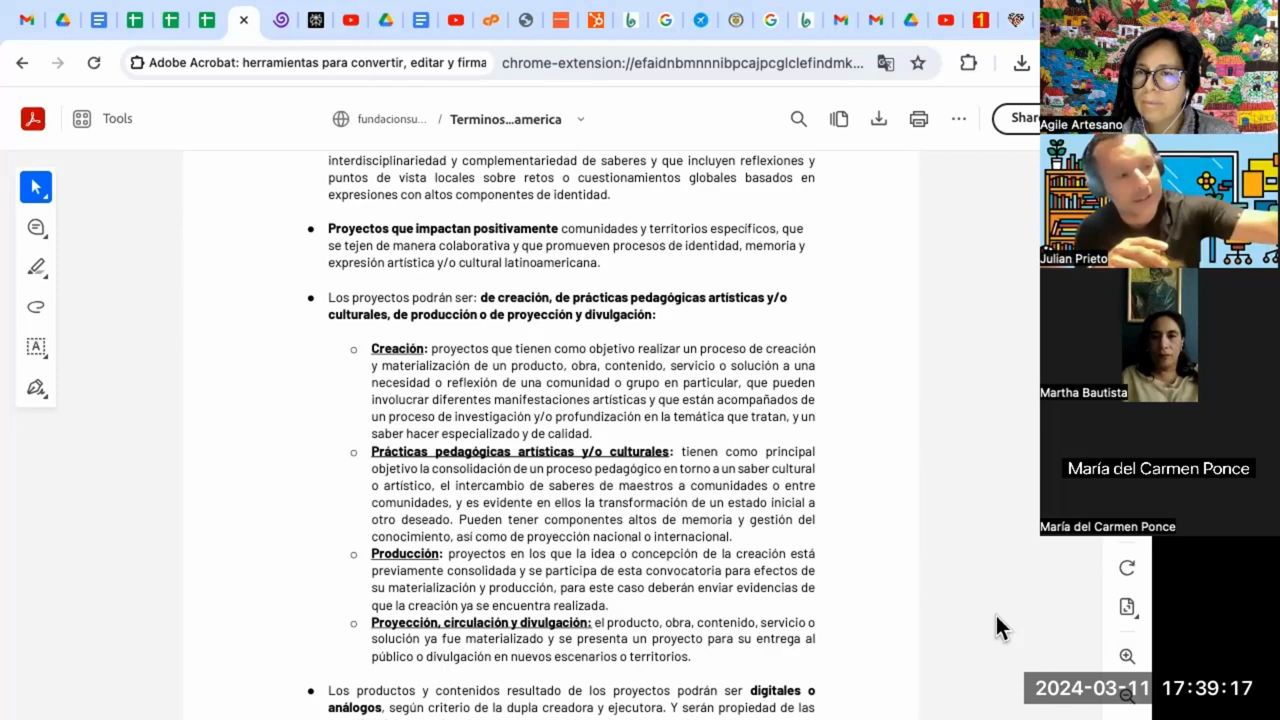 Adobe Acrobat: herramientas para convertir, editar y firma
chrome-extension://efaidnbmnnnibpcajpcglclefindmk...
Tools
fundacionsu... / Terminos...america
Shar
interdisciplinariedad y complementariedad de saberes y que incluyen reflexiones y
puntos de vista locales sobre retos o cuestionamientos globales basados en
expresiones con altos componentes de identidad.
● Proyectos que impactan positivamente comunidades y territorios específicos, que
se tejen de manera colaborativa y que promueven procesos de identidad, memoria y
expresión artística y/o cultural latinoamericana.
● Los proyectos podrán ser: de creación, de prácticas pedagógicas artísticas y/o
culturales, de producción o de proyección y divulgación:
○ Creación: proyectos que tienen como objetivo realizar un proceso de creación
y materialización de un producto, obra, contenido, servicio o solución a una
necesidad o reflexión de una comunidad o grupo en particular, que pueden
involucrar diferentes manifestaciones artísticas y que están acompañados de
un proceso de investigación y/o profundización en la temática que tratan, y un
saber hacer especializado y de calidad.
○ Prácticas pedagógicas artísticas y/o culturales: tienen como principal
objetivo la consolidación de un proceso pedagógico en torno a un saber cultural
o artístico, el intercambio de saberes de maestros a comunidades o entre
comunidades, y es evidente en ellos la transformación de un estado inicial a
otro deseado. Pueden tener componentes altos de memoria y gestión del
conocimiento, así como de proyección nacional o internacional.
○ Producción: proyectos en los que la idea o concepción de la creación está
previamente consolidada y se participa de esta convocatoria para efectos de
su materialización y producción, para este caso deberán enviar evidencias de
que la creación ya se encuentra realizada.
○ Proyección, circulación y divulgación: el producto, obra, contenido, servicio o
solución ya fue materializado y se presenta un proyecto para su entrega al
público o divulgación en nuevos escenarios o territorios.
● Los productos y contenidos resultado de los proyectos podrán ser digitales o
análogos, según criterio de la dupla creadora y ejecutora. Y serán propiedad de las
Agile Artesano
Julian Prieto
Martha Bautista
María del Carmen Ponce
María del Carmen Ponce
2024-03-11 17:39:17